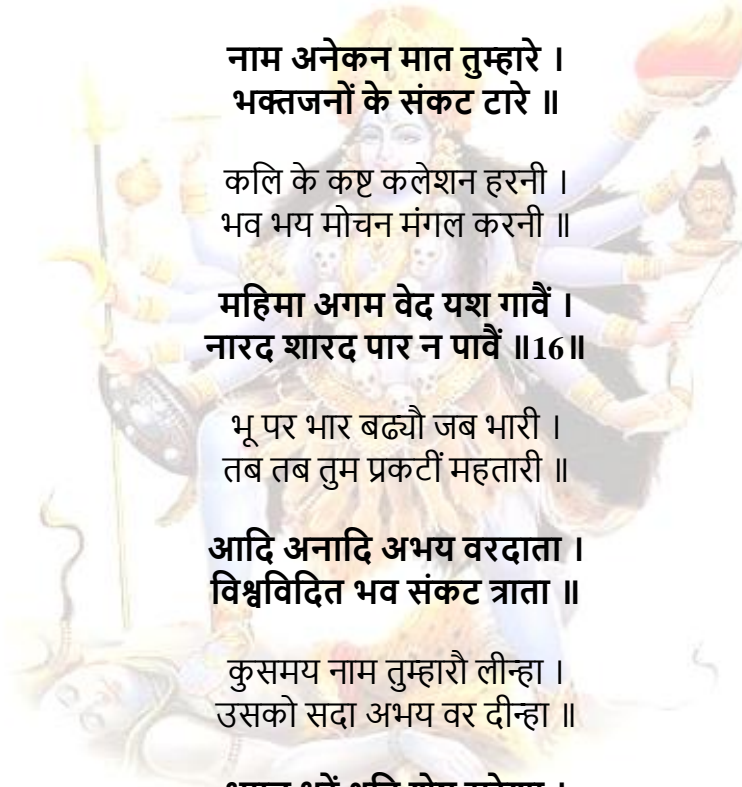 नाम अनेकन मात तुम्हारे ।
भक्तजनों के संकट टारे ॥
कलि के कष्ट कलेशन हरनी ।
भव भय मोचन मंगल करनी ॥
महिमा अगम वेद यश गावैं ।
नारद शारद पार न पावैं ॥16॥
भू पर भार बढ्यौ जब भारी ।
तब तब तुम प्रकटीं महतारी ॥
आदि अनादि अभय वरदाता ।
विश्वविदित भव संकट त्राता ॥
कुसमय नाम तुम्हारौ लीन्हा ।
उसको सदा अभय वर दीन्हा ॥